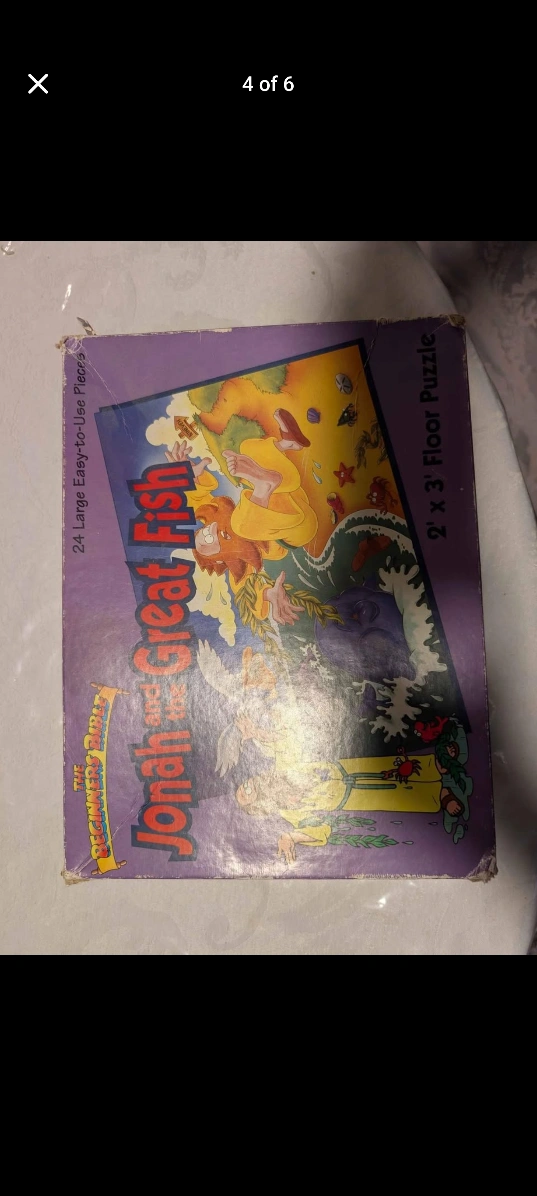 4 of 6
24 Large Easy-to-Use Pieces
THE
BEGINNERS BIBLE
Jonah and
the Great Fish
2' x 3' Floor Puzzle